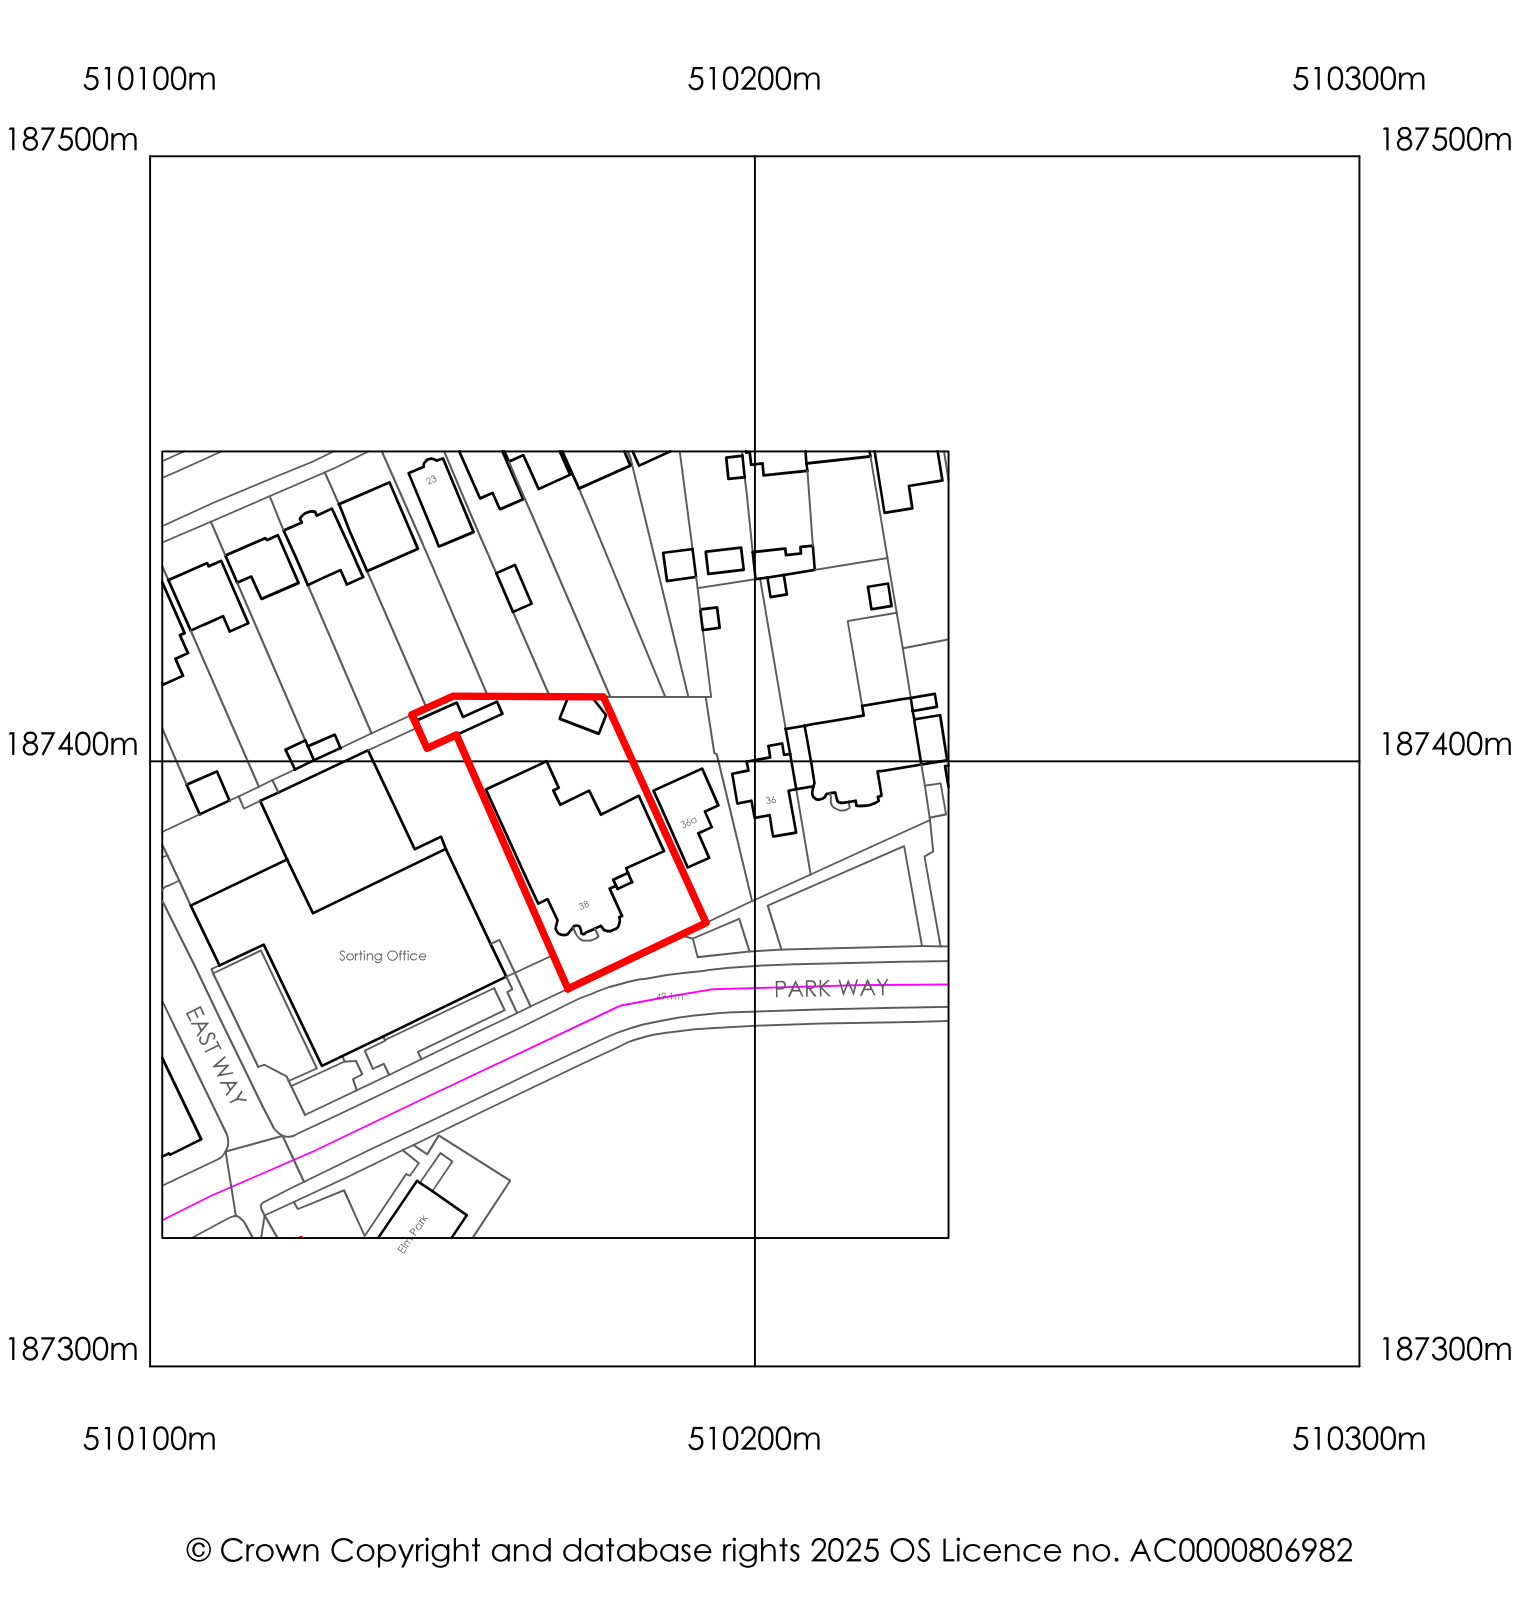 510100m 510200m 510300m
187500m 187500m
23
187400m 187400m
36
36a
38
Sorting Office
PARK WAY
EAST WAY
Elm Park
187300m 187300m
510100m 510200m 510300m
© Crown Copyright and database rights 2025 OS Licence no. AC0000806982